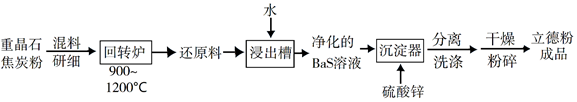 水
重晶石
焦炭粉
混料
研细
回转炉
900~
1200℃
还原料
浸出槽
净化的
BaS溶液
沉淀器
硫酸锌
分离
洗涤
干燥
粉碎
立德粉
成品